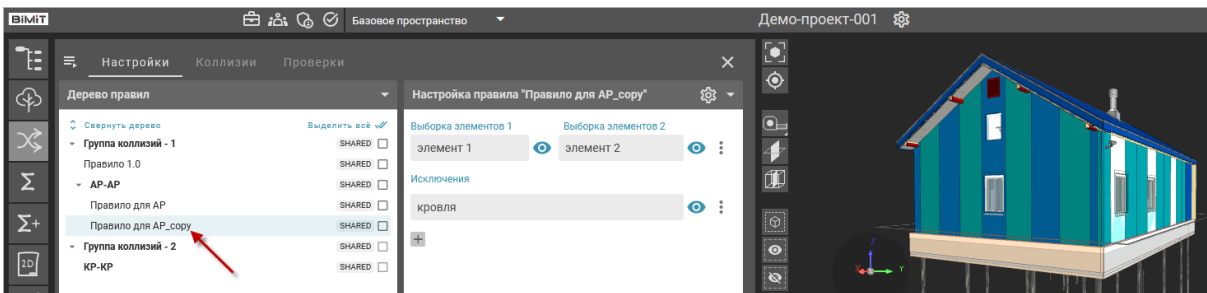 BIMIT Базовое пространство Демо-проект-001
Настройки Коллизии Проверки
Дерево правил
Свернуть дерево Выделить всё
Группа коллизий - 1 SHARED
Правило 1.0 SHARED
АР-АР SHARED
Правило для АР SHARED
Правило для АР_copy SHARED
Группа коллизий - 2 SHARED
КР-КР SHARED
Настройка правила "Правило для АР_copy"
Выборка элементов 1 Выборка элементов 2
элемент 1 элемент 2
Исключения
кровля
Σ
Σ+
2D
Z
X Y